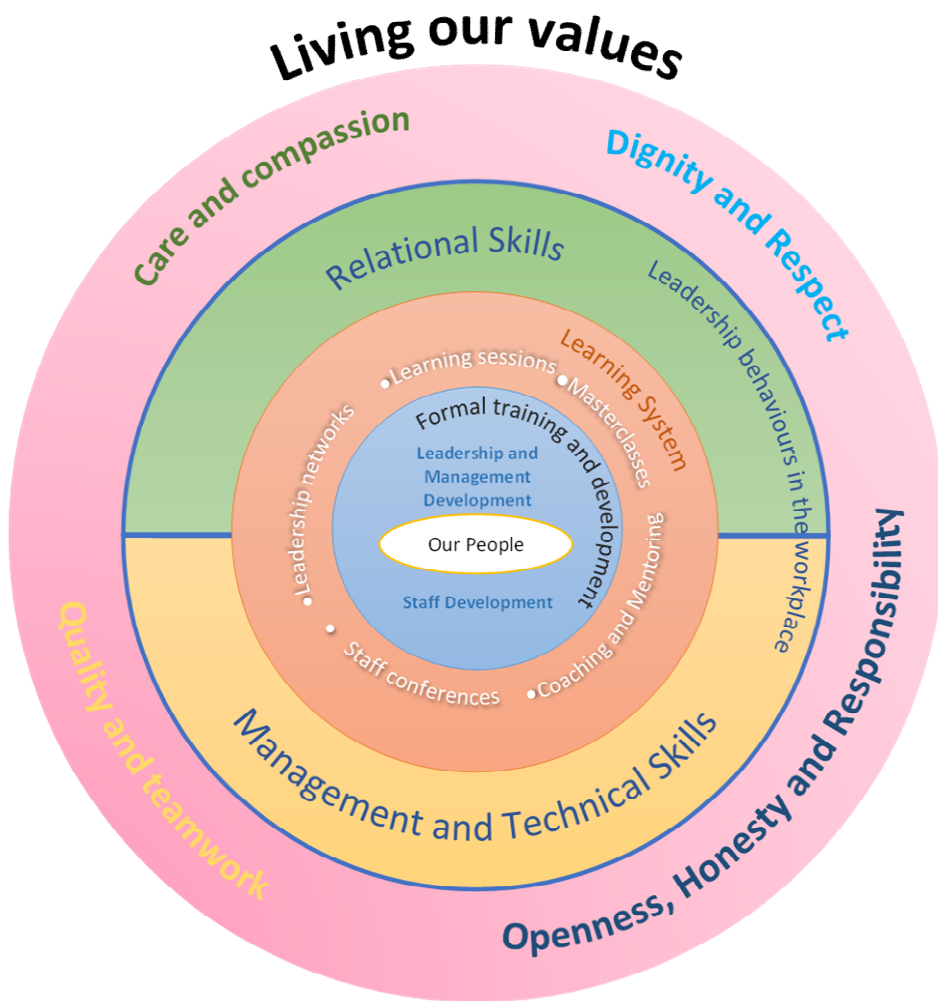 Living our values
Care and compassion
Dignity and Respect
Openness, Honesty and Responsibility
Quality and teamwork
Relational Skills
Leadership behaviours in the workplace
Management and Technical Skills
Learning System
•Learning sessions
•Masterclasses
•Coaching and Mentoring
• Staff conferences
•Leadership networks
Formal training and development
Leadership and
Management
Development
Our People
Staff Development